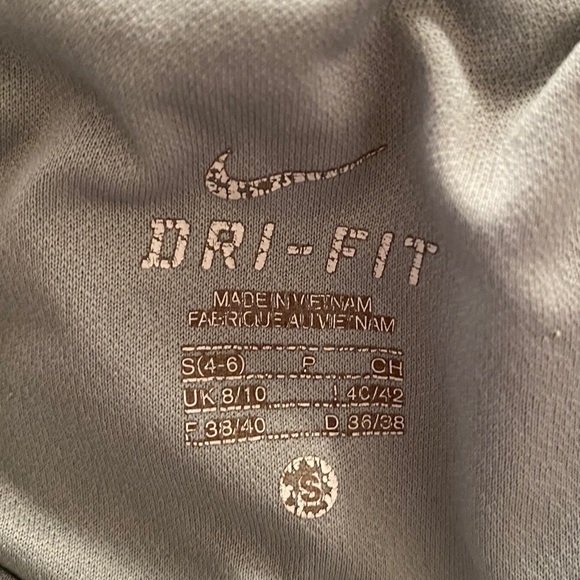 DRI-FIT
MADE IN VIETNAM
FABRIQUE AU VIETNAM
S(4-6) P CH
UK 8/10 I 40/42
F 38/40 D 36/38
S